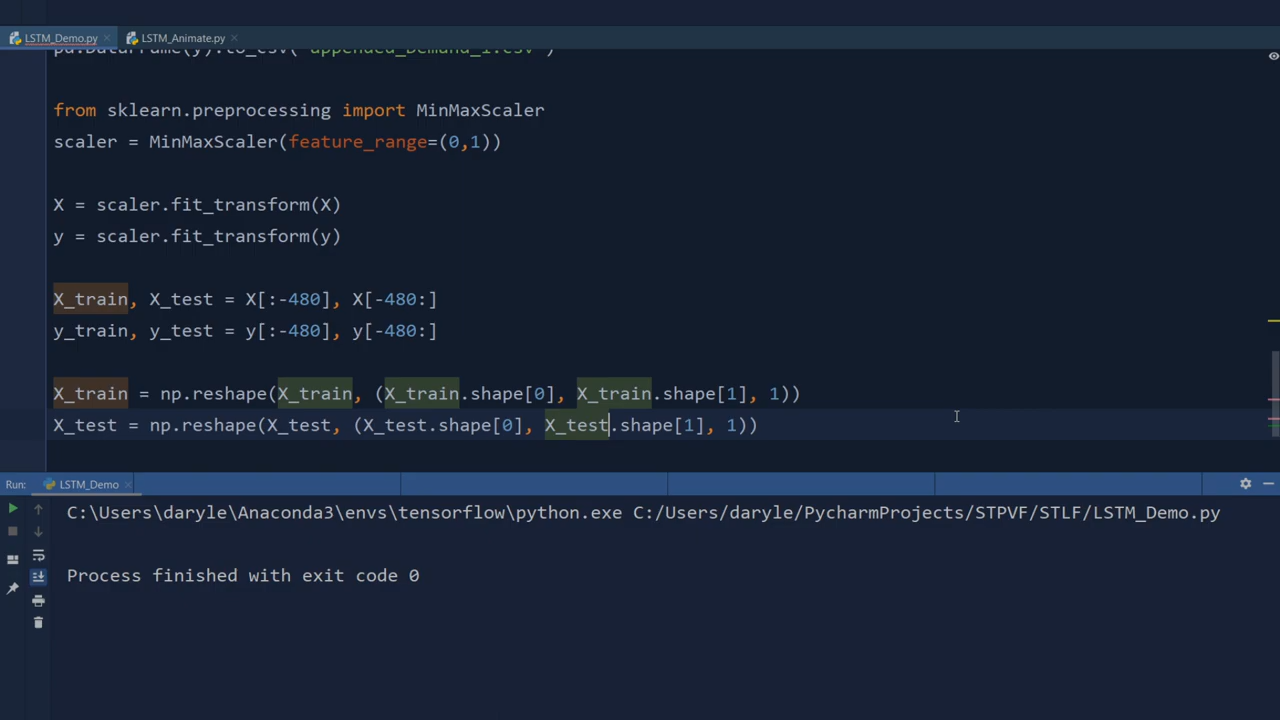 LSTM_Demo.py LSTM_Animate.py
pd.DataFrame(y).to_csv("appended_Demand_1.csv")
from sklearn.preprocessing import MinMaxScaler
scaler = MinMaxScaler(feature_range=(0,1))
X = scaler.fit_transform(X)
y = scaler.fit_transform(y)
X_train, X_test = X[:-480], X[-480:]
y_train, y_test = y[:-480], y[-480:]
X_train = np.reshape(X_train, (X_train.shape[0], X_train.shape[1], 1))
X_test = np.reshape(X_test, (X_test.shape[0], X_test.shape[1], 1))
Run: LSTM_Demo
C:\Users\daryle\Anaconda3\envs\tensorflow\python.exe C:/Users/daryle/PycharmProjects/STPVF/STLF/LSTM_Demo.py
Process finished with exit code 0